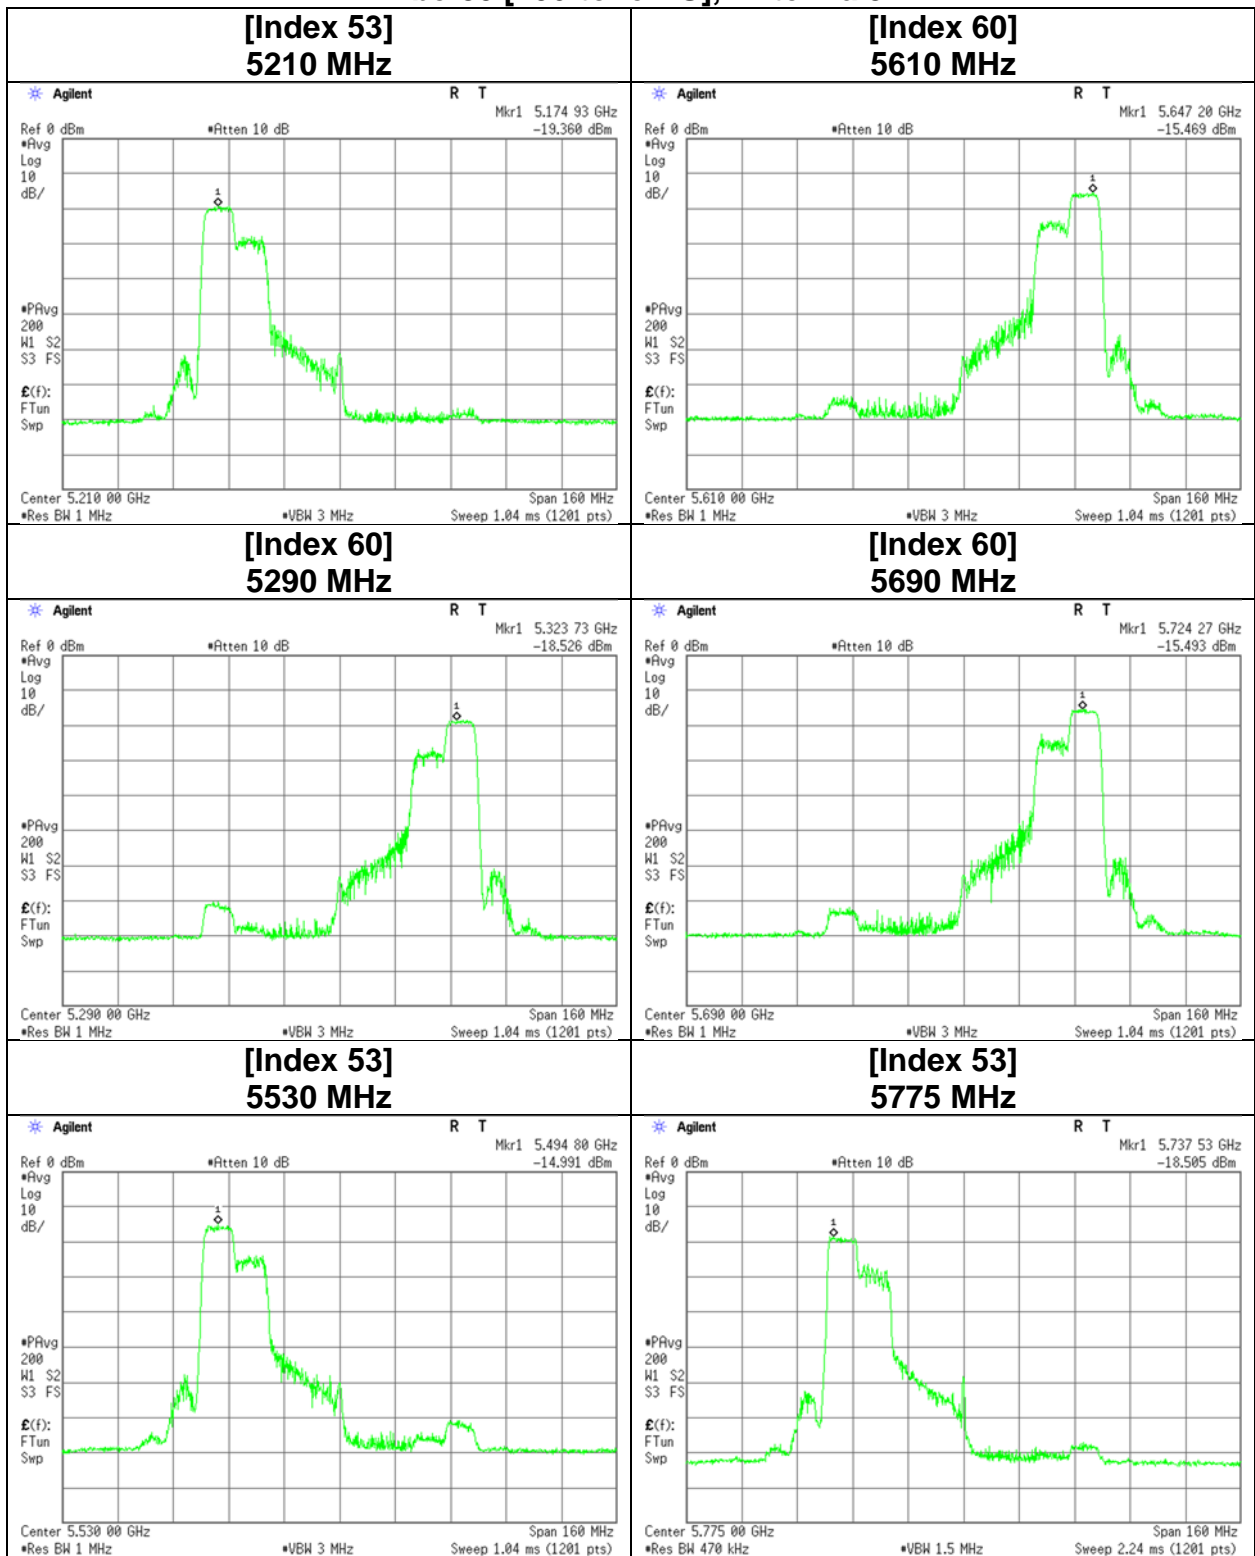 [Index 53]
5210 MHz
[Index 60]
5610 MHz
Agilent
R T
Mkr1 5.174 93 GHz
Ref 0 dBm
#Atten 10 dB
-19.360 dBm
#Avg
Log
10
dB/
1
#PAvg
200
W1 S2
S3 FS
£(f):
FTun
Swp
Center 5.210 00 GHz
Span 160 MHz
#Res BW 1 MHz
#VBW 3 MHz
Sweep 1.04 ms (1201 pts)
Agilent
R T
Mkr1 5.647 20 GHz
Ref 0 dBm
#Atten 10 dB
-15.469 dBm
#Avg
Log
10
dB/
1
#PAvg
200
W1 S2
S3 FS
£(f):
FTun
Swp
Center 5.610 00 GHz
Span 160 MHz
#Res BW 1 MHz
#VBW 3 MHz
Sweep 1.04 ms (1201 pts)
[Index 60]
5290 MHz
[Index 60]
5690 MHz
Agilent
R T
Mkr1 5.323 73 GHz
Ref 0 dBm
#Atten 10 dB
-18.526 dBm
#Avg
Log
10
dB/
1
#PAvg
200
W1 S2
S3 FS
£(f):
FTun
Swp
Center 5.290 00 GHz
Span 160 MHz
#Res BW 1 MHz
#VBW 3 MHz
Sweep 1.04 ms (1201 pts)
Agilent
R T
Mkr1 5.724 27 GHz
Ref 0 dBm
#Atten 10 dB
-15.493 dBm
#Avg
Log
10
dB/
1
#PAvg
200
W1 S2
S3 FS
£(f):
FTun
Swp
Center 5.690 00 GHz
Span 160 MHz
#Res BW 1 MHz
#VBW 3 MHz
Sweep 1.04 ms (1201 pts)
[Index 53]
5530 MHz
[Index 53]
5775 MHz
Agilent
R T
Mkr1 5.494 80 GHz
Ref 0 dBm
#Atten 10 dB
-14.991 dBm
#Avg
Log
10
dB/
1
#PAvg
200
W1 S2
S3 FS
£(f):
FTun
Swp
Center 5.530 00 GHz
Span 160 MHz
#Res BW 1 MHz
#VBW 3 MHz
Sweep 1.04 ms (1201 pts)
Agilent
R T
Mkr1 5.737 53 GHz
Ref 0 dBm
#Atten 10 dB
-18.505 dBm
#Avg
Log
10
dB/
1
#PAvg
200
W1 S2
S3 FS
£(f):
FTun
Swp
Center 5.775 00 GHz
Span 160 MHz
#Res BW 470 kHz
#VBW 1.5 MHz
Sweep 2.24 ms (1201 pts)